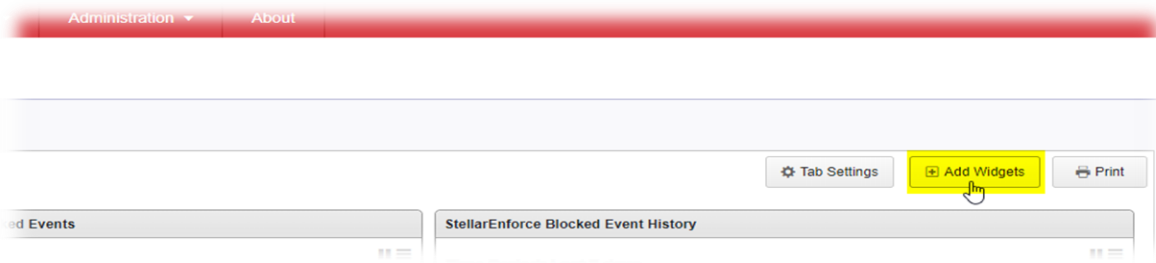 Administration About
Tab Settings Add Widgets Print
ed Events StellarEnforce Blocked Event History